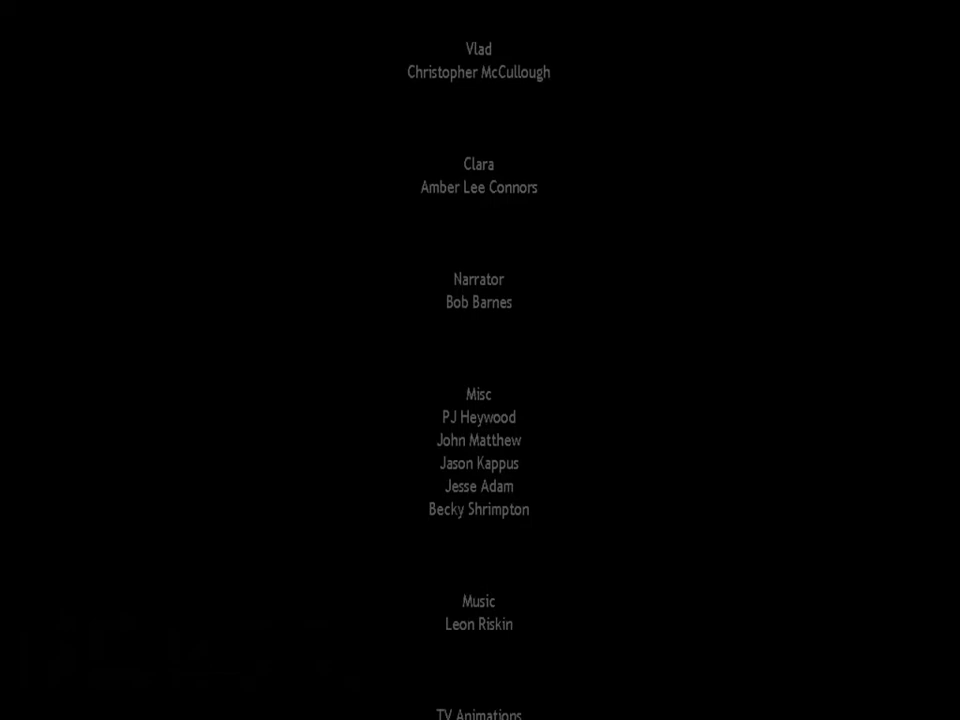 Vlad
Christopher McCullough
Clara
Amber Lee Connors
Narrator
Bob Barnes
Misc
PJ Heywood
John Matthew
Jason Kappus
Jesse Adam
Becky Shrimpton
Music
Leon Riskin
TV Animations